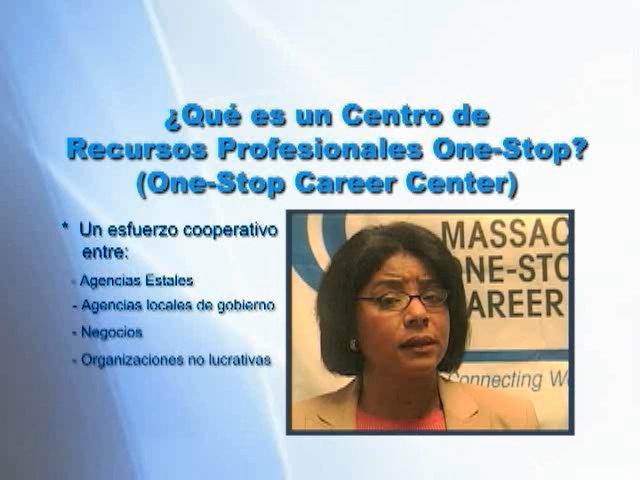 ¿Qué es un Centro de
Recursos Profesionales One-Stop?
(One-Stop Career Center)
* Un esfuerzo cooperativo
entre:
- Agencias Estales
- Agencias locales de gobierno
- Negocios
- Organizaciones no lucrativas
MASSAC
ONE-STO
CAREER
Connecting W